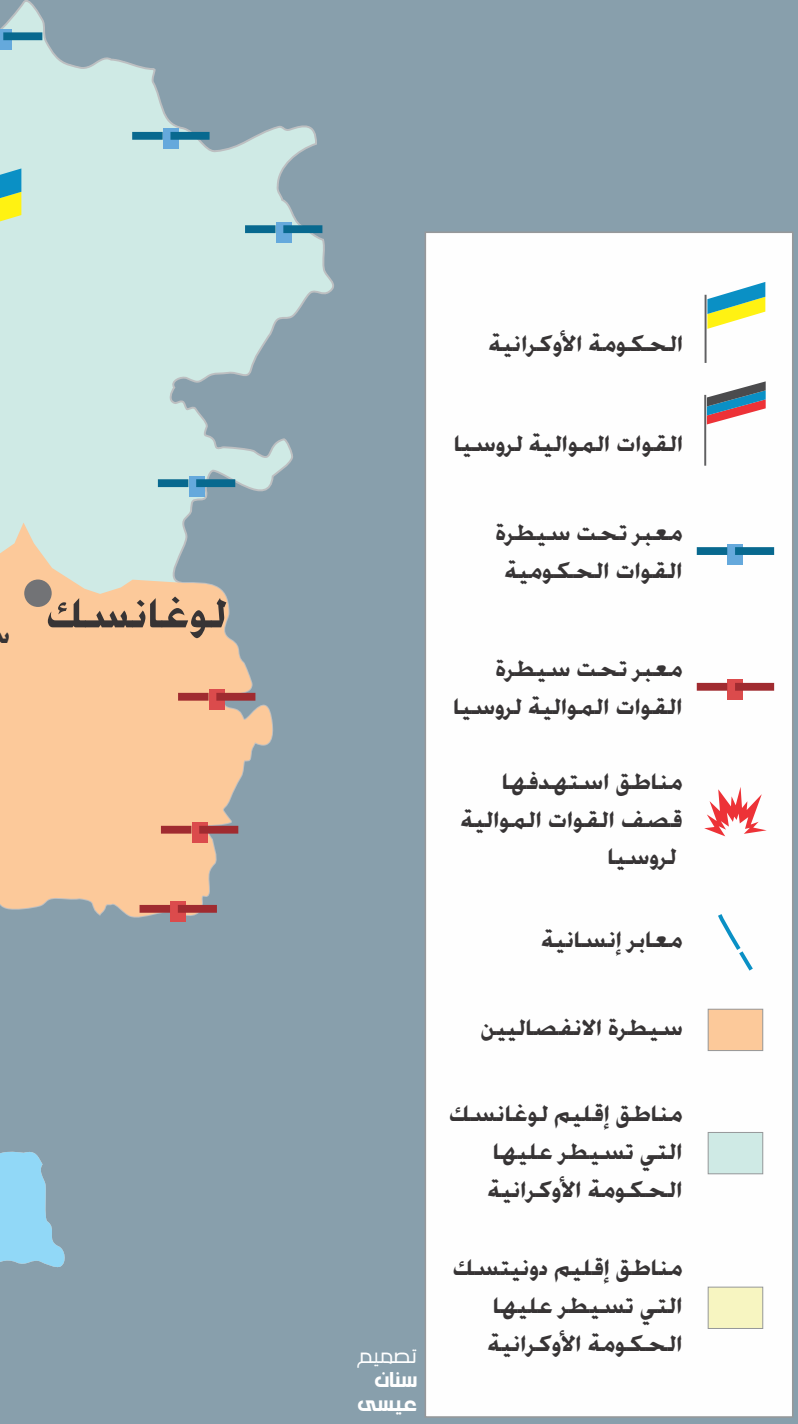 الحكومة الأوكرانية
القوات الموالية لروسيا
معبر تحت سيطرة
القوات الحكومية
معبر تحت سيطرة
القوات الموالية لروسيا
مناطق استهدفها
قصف القوات الموالية
لروسيا
معابر إنسانية
سيطرة الانفصاليين
مناطق إقليم لوغانسك
التي تسيطر عليها
الحكومة الأوكرانية
مناطق إقليم دونيتسك
التي تسيطر عليها
الحكومة الأوكرانية
لوغانسك
تصميم
سنان
عيسى